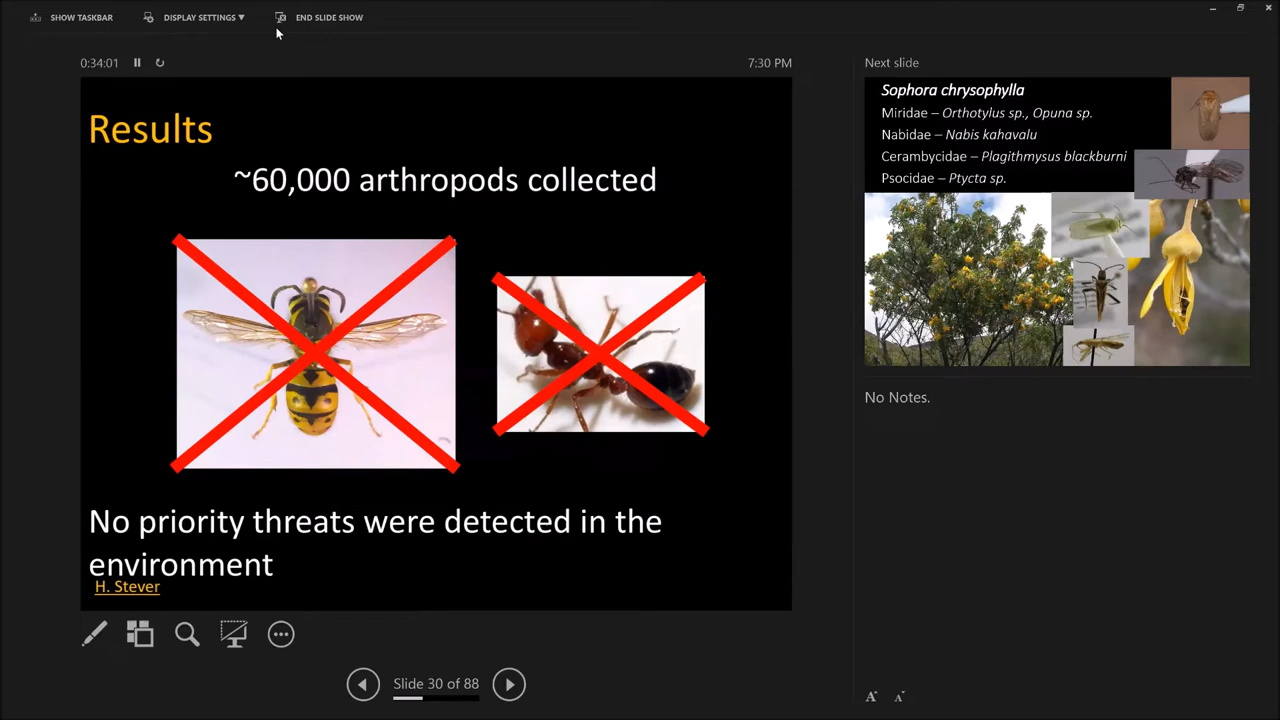 SHOW TASKBAR
DISPLAY SETTINGS ▼
END SLIDE SHOW
0:34:01
7:30 PM
Results
~60,000 arthropods collected
No priority threats were detected in the
environment
H. Stever
Slide 30 of 88
Next slide
Sophora chrysophylla
Miridae – Orthotylus sp., Opuna sp.
Nabidae – Nabis kahavalu
Cerambycidae – Plagithmysus blackburni
Psocidae – Ptycta sp.
No Notes.
A A